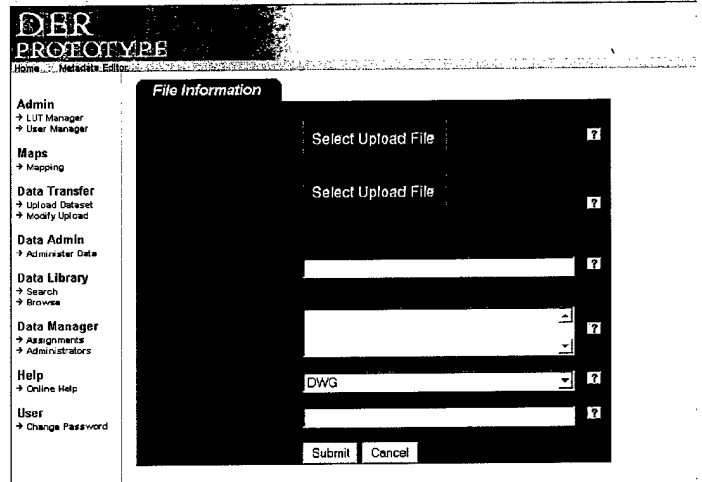 DER
PROTOTYPE
Home Metadata Editor
File Information
Admin
→ LUT Manager
→ User Manager
Maps
→ Mapping
Data Transfer
→ Upload Dataset
→ Modify Upload
Data Admin
→ Administer Data
Data Library
→ Search
→ Browse
Data Manager
→ Assignments
→ Administrators
Help
→ Online Help
User
→ Change Password
Select Upload File ?
Select Upload File ?
?
?
DWG ?
?
Submit Cancel